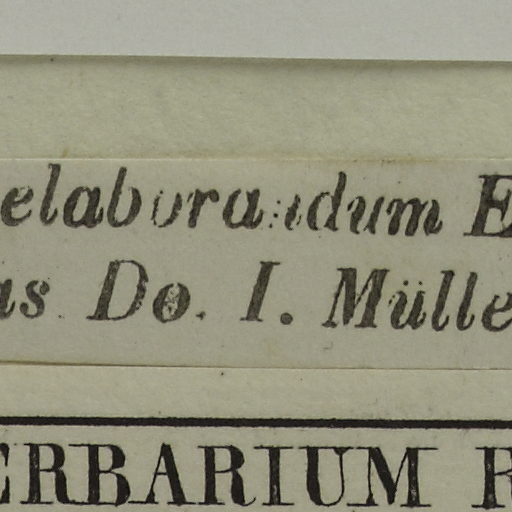 elaborandum E
as Do. I. Mülle
ERBARIUM R